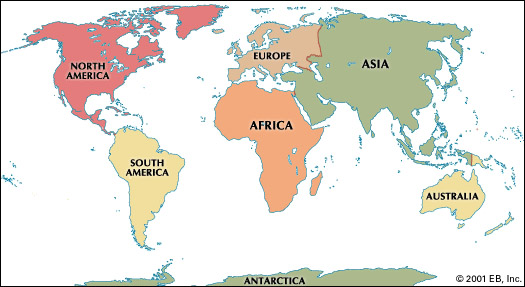 NORTH
AMERICA
EUROPE
ASIA
AFRICA
SOUTH
AMERICA
AUSTRALIA
ANTARCTICA
© 2001 EB, Inc.